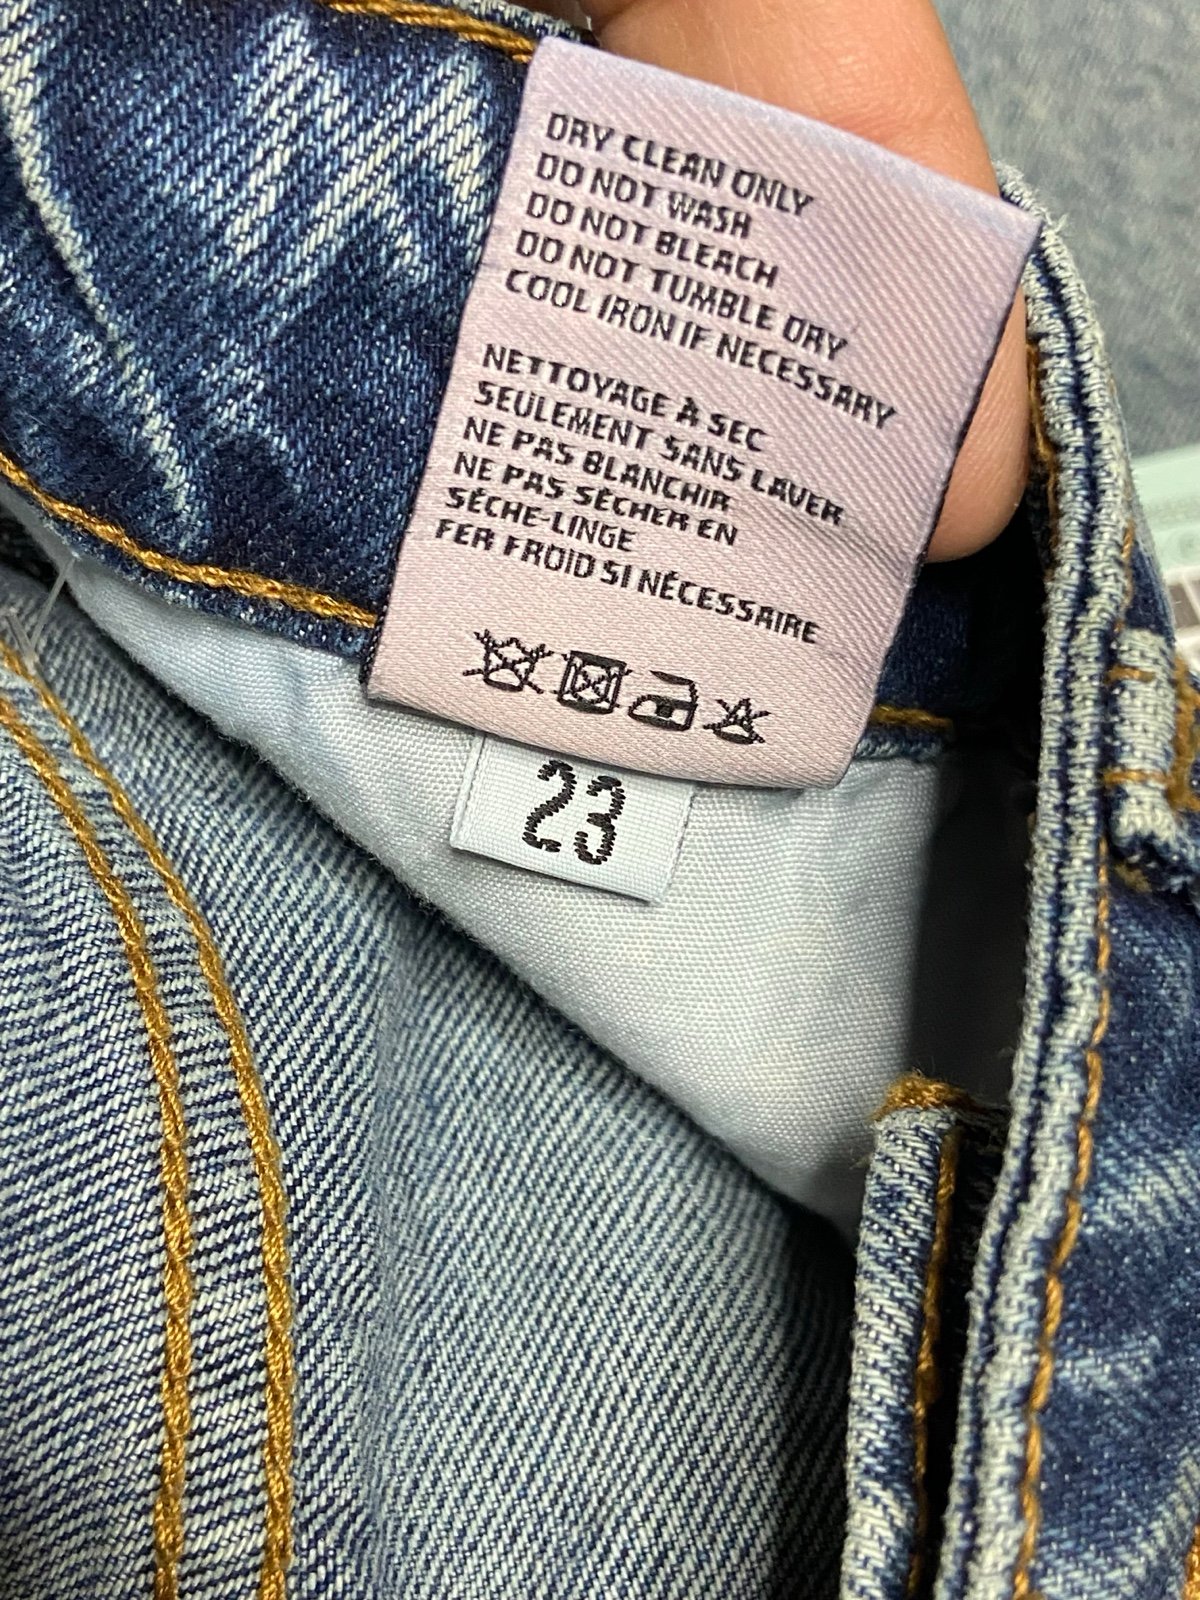 DRY CLEAN ONLY
DO NOT WASH
DO NOT BLEACH
DO NOT TUMBLE DRY
COOL IRON IF NECESSARY
NETTOYAGE À SEC
SEULEMENT SANS LAVER
NE PAS BLANCHIR
NE PAS SÉCHER EN
SÉCHE-LINGE
FER FROID SI NÉCESSAIRE
23